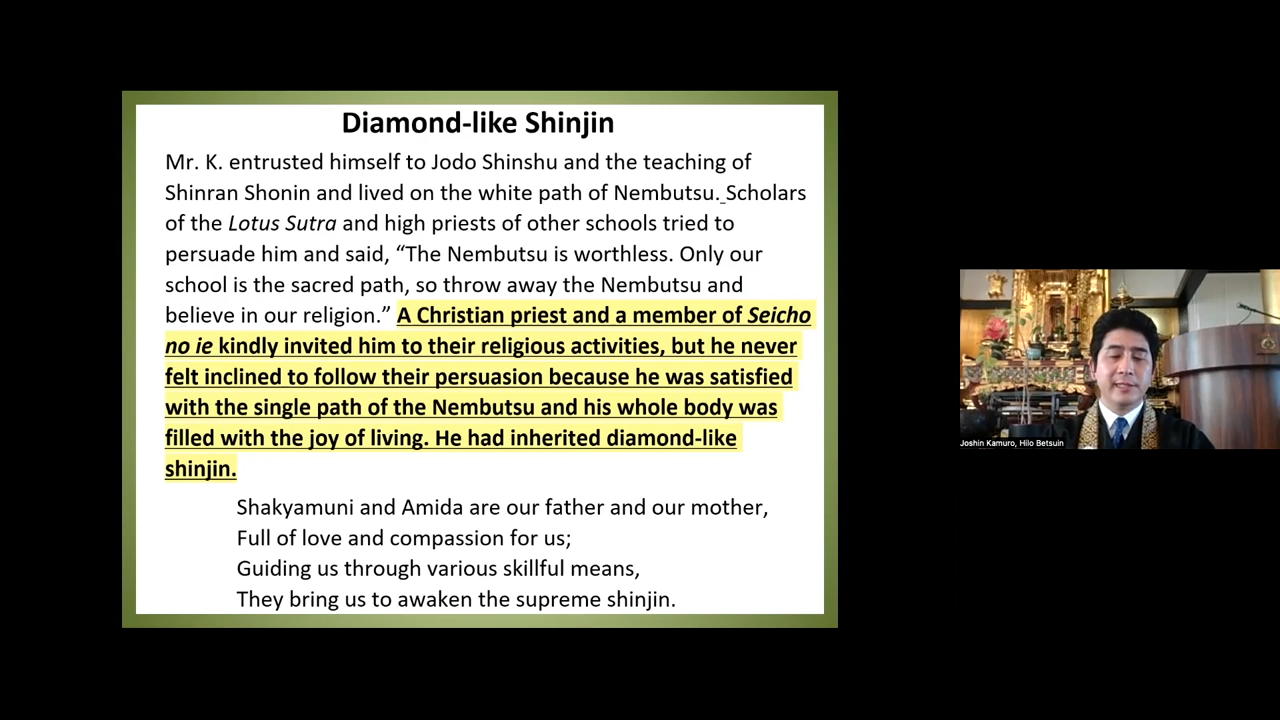 Diamond-like Shinjin
Mr. K. entrusted himself to Jodo Shinshu and the teaching of
Shinran Shonin and lived on the white path of Nembutsu. Scholars
of the Lotus Sutra and high priests of other schools tried to
persuade him and said, “The Nembutsu is worthless. Only our
school is the sacred path, so throw away the Nembutsu and
believe in our religion.” A Christian priest and a member of Seicho
no ie kindly invited him to their religious activities, but he never
felt inclined to follow their persuasion because he was satisfied
with the single path of the Nembutsu and his whole body was
filled with the joy of living. He had inherited diamond-like
shinjin.
Shakyamuni and Amida are our father and our mother,
Full of love and compassion for us;
Guiding us through various skillful means,
They bring us to awaken the supreme shinjin.
Joshin Kamuro, Hilo Betsuin